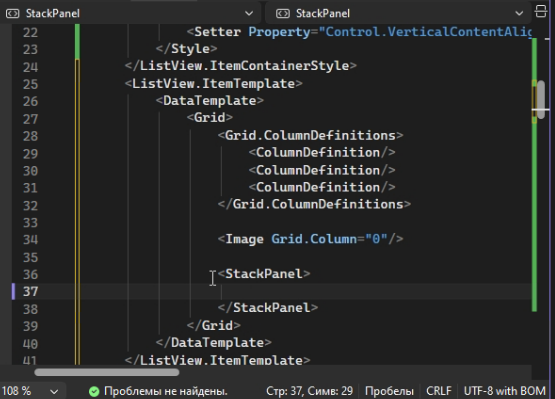 StackPanel
StackPanel
22 <Setter Property="Control.VerticalContentAlig
23 </Style>
24 </ListView.ItemContainerStyle>
25 <ListView.ItemTemplate>
26 <DataTemplate>
27 <Grid>
28 <Grid.ColumnDefinitions>
29 <ColumnDefinition/>
30 <ColumnDefinition/>
31 <ColumnDefinition/>
32 </Grid.ColumnDefinitions>
33
34 <Image Grid.Column="0"/>
35
36 <StackPanel>
37
38 </StackPanel>
39 </Grid>
40 </DataTemplate>
41 </ListView.ItemTemplate>
108 % Проблемы не найдены. Стр: 37, Симв: 29 Пробелы CRLF UTF-8 with BOM